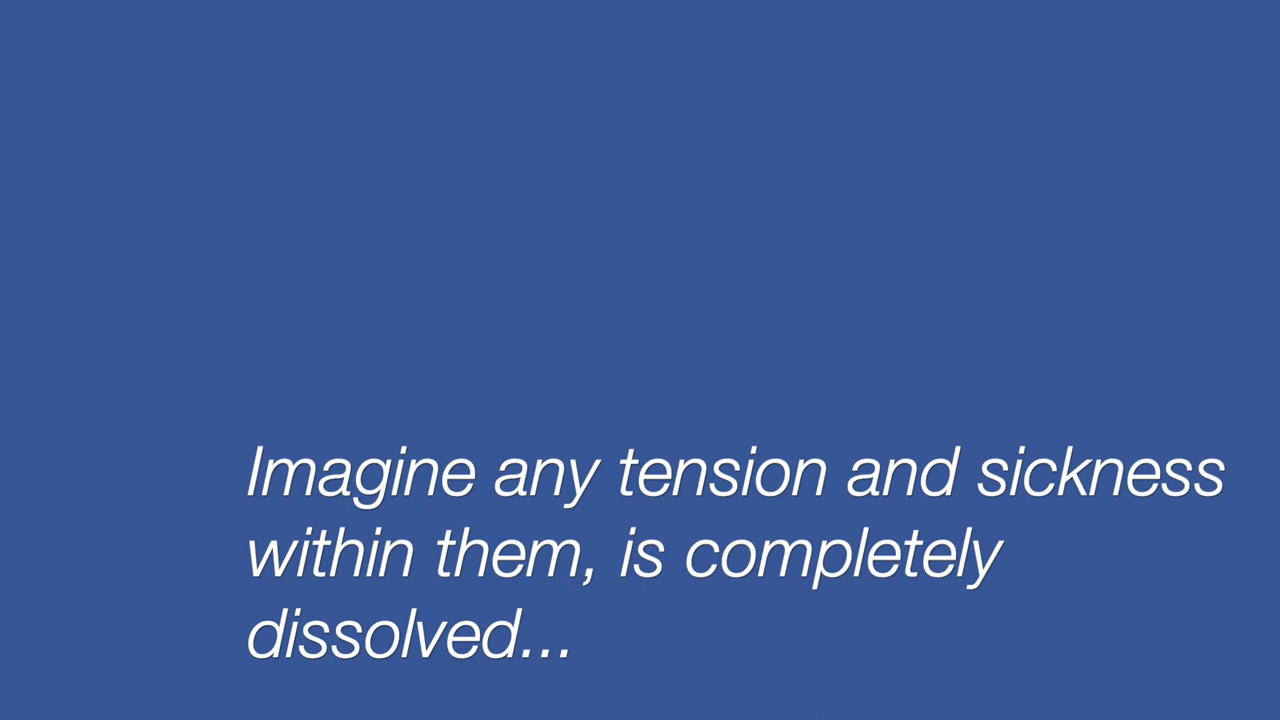 Imagine any tension and sickness
within them, is completely
dissolved...